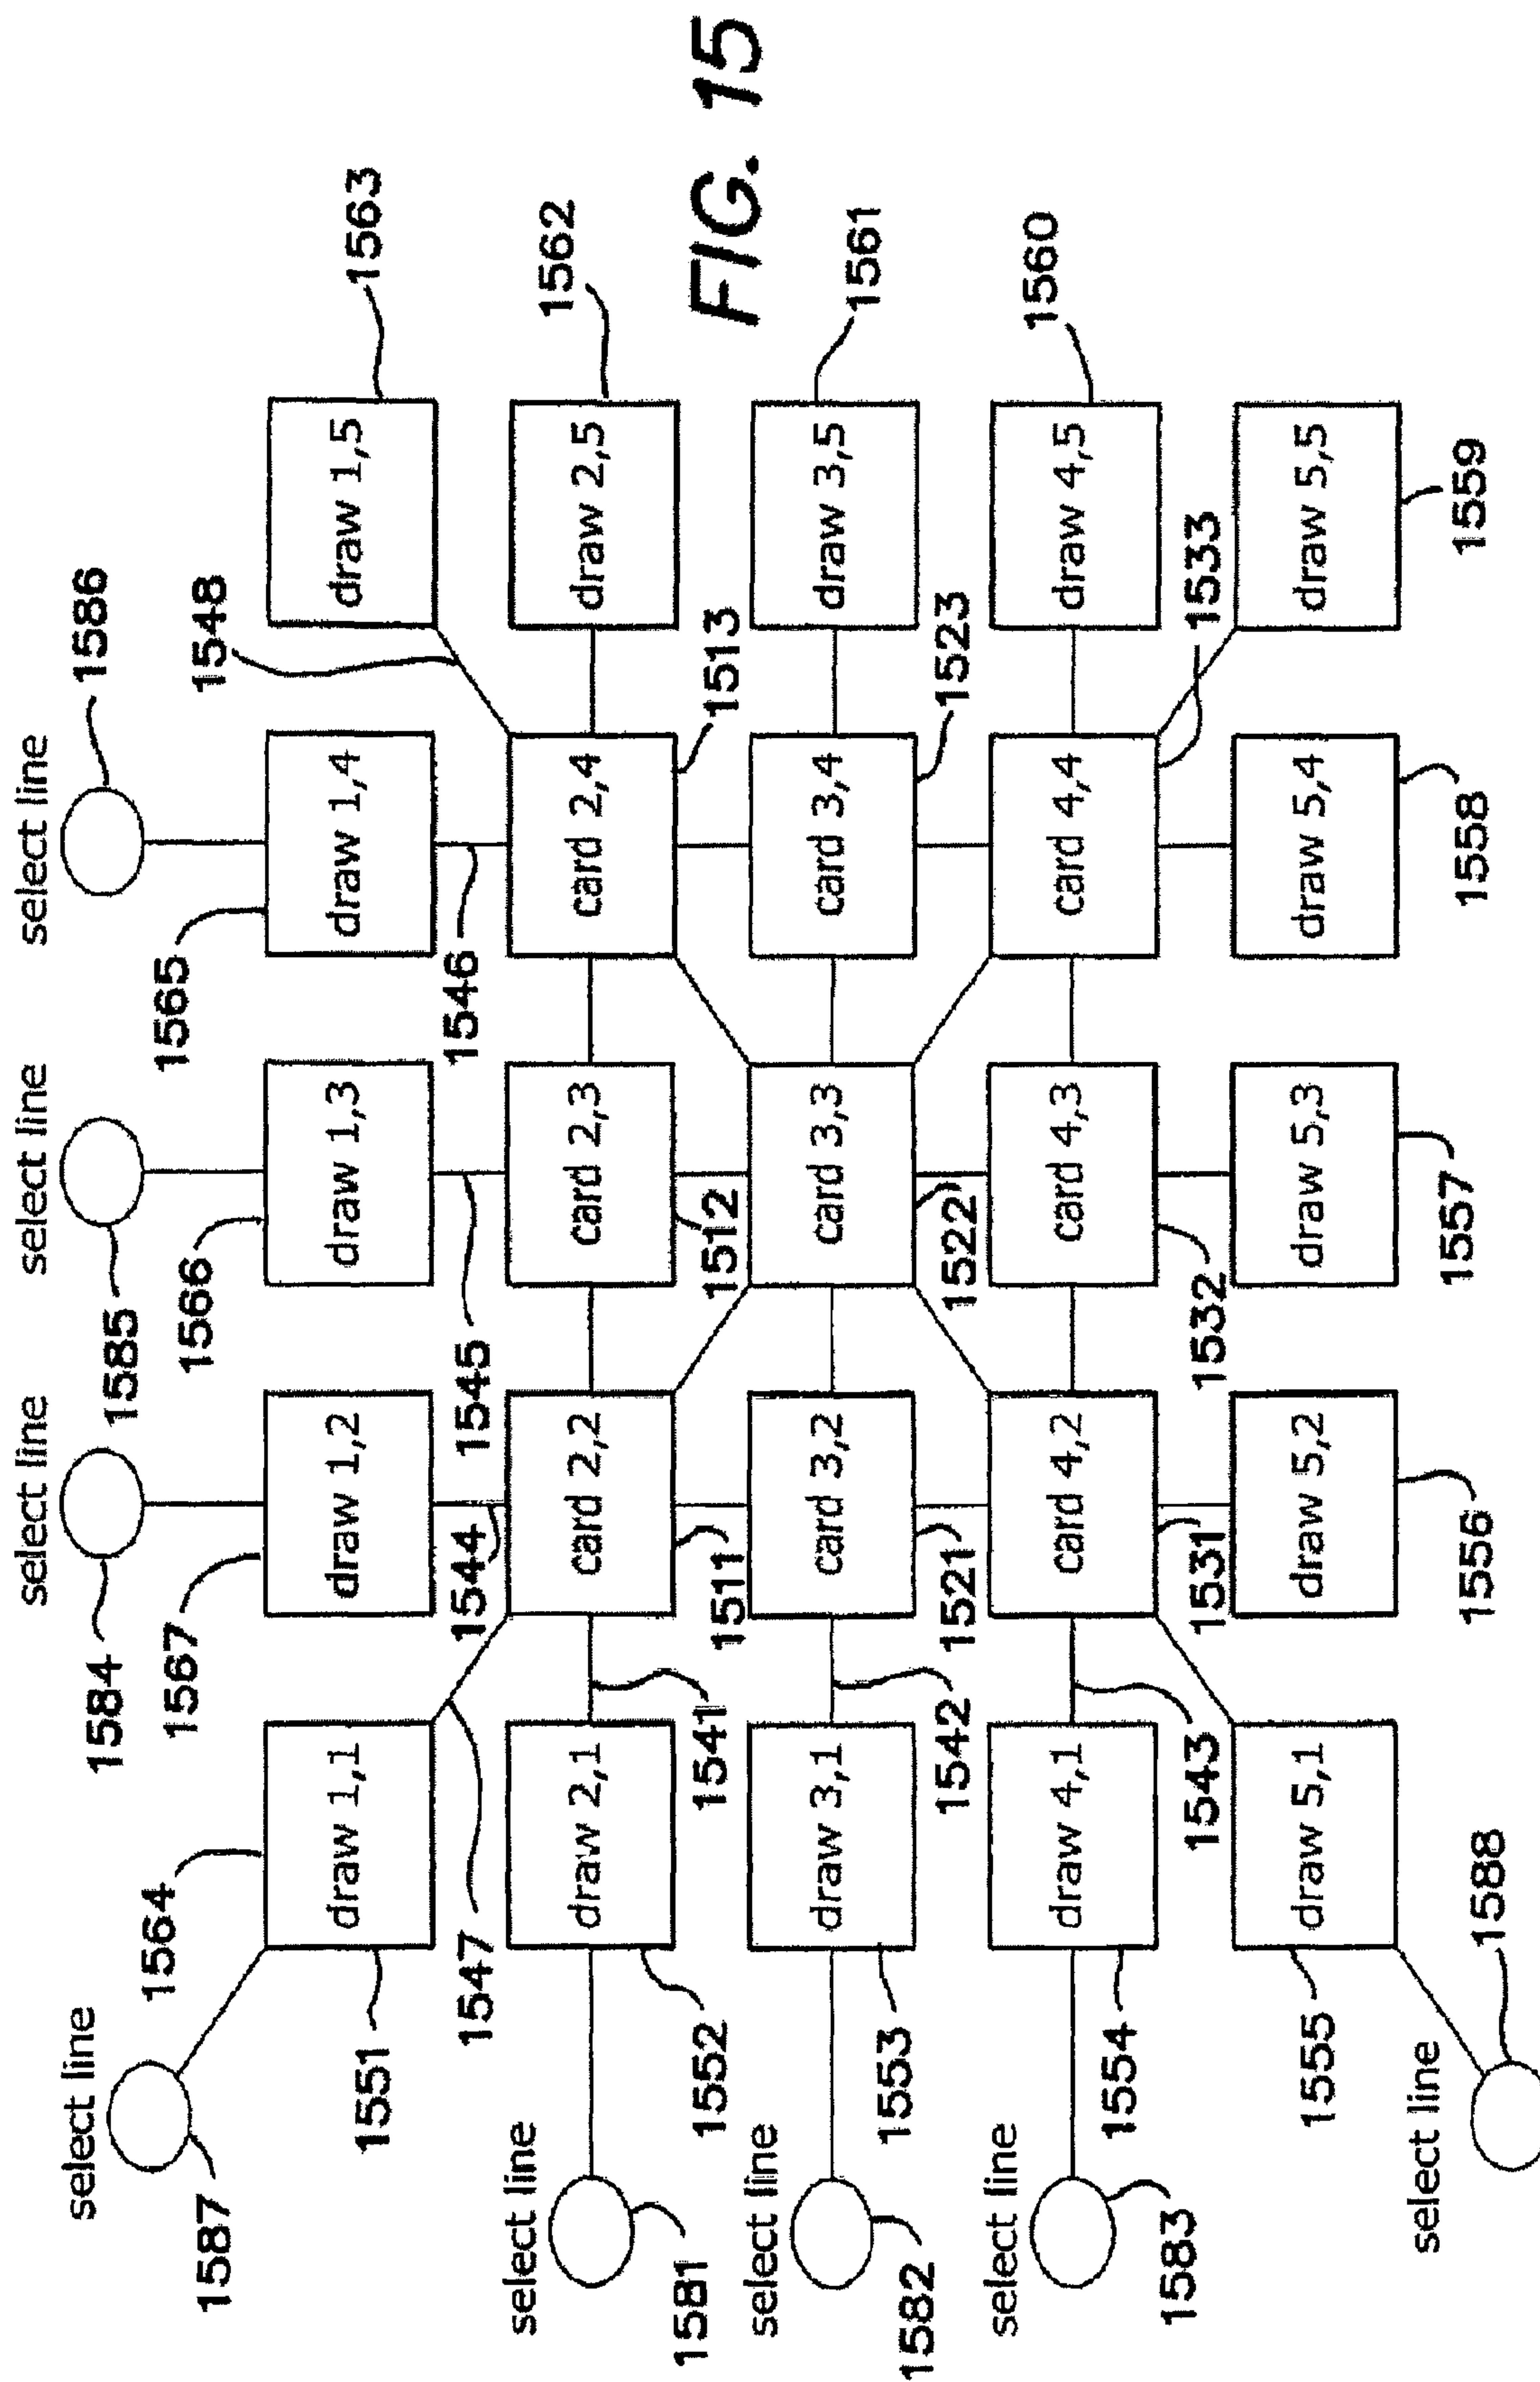 select line
select line
select line
1584
1585
1586
select line
1587
1564
1567
1566
1565
1548
1563
draw 1,1
draw 1,2
draw 1,3
draw 1,4
draw 1,5
1551
1547
1544
1545
1546
1562
select line
1581
draw 2,1
card 2,2
card 2,3
card 2,4
draw 2,5
1552
1541
1511
1512
1513
FIG. 15
select line
1582
draw 3,1
card 3,2
card 3,3
card 3,4
draw 3,5
1561
1553
1542
1521
1522
1523
select line
1583
draw 4,1
card 4,2
card 4,3
card 4,4
draw 4,5
1560
1554
1543
1531
1532
1533
draw 5,1
draw 5,2
draw 5,3
draw 5,4
draw 5,5
1555
1556
1557
1558
1559
select line
1588